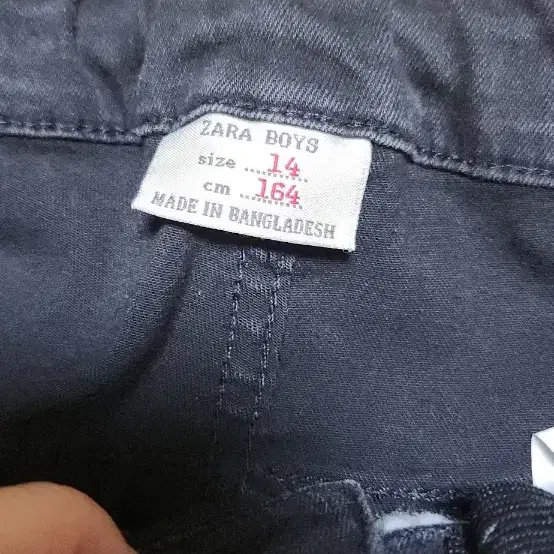 ZARA BOYS
size 14
cm 164
MADE IN BANGLADESH